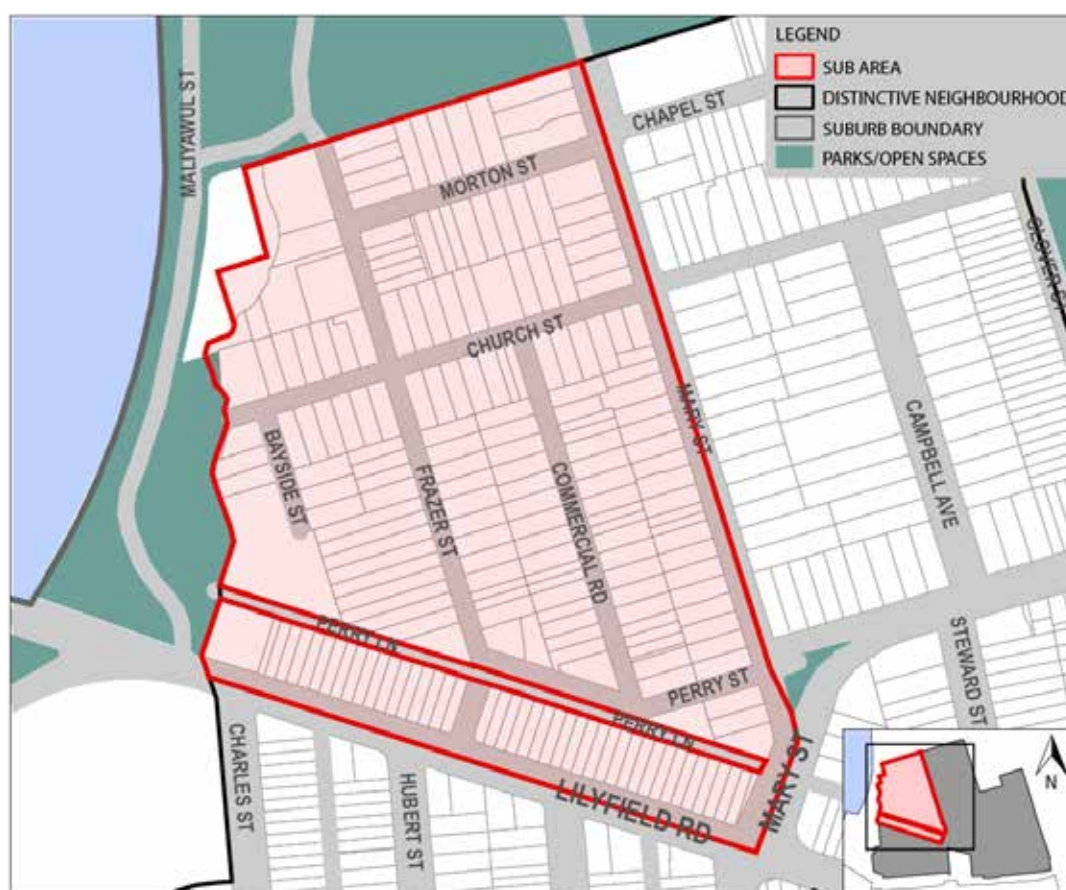 LEGEND
SUB AREA
DISTINCTIVE NEIGHBOURHOOD
SUBURB BOUNDARY
PARKS/OPEN SPACES
MALIYAWUL ST
CHAPEL ST
MORTON ST
GLOVER ST
CHURCH ST
MARY ST
BAYSIDE ST
FRAZER ST
COMMERCIAL RD
CAMPBELL AVE
PERRY LN
STEWARD ST
PERRY ST
PERRY LN
CHARLES ST
HUBERT ST
LILYFIELD RD
MARY ST
N